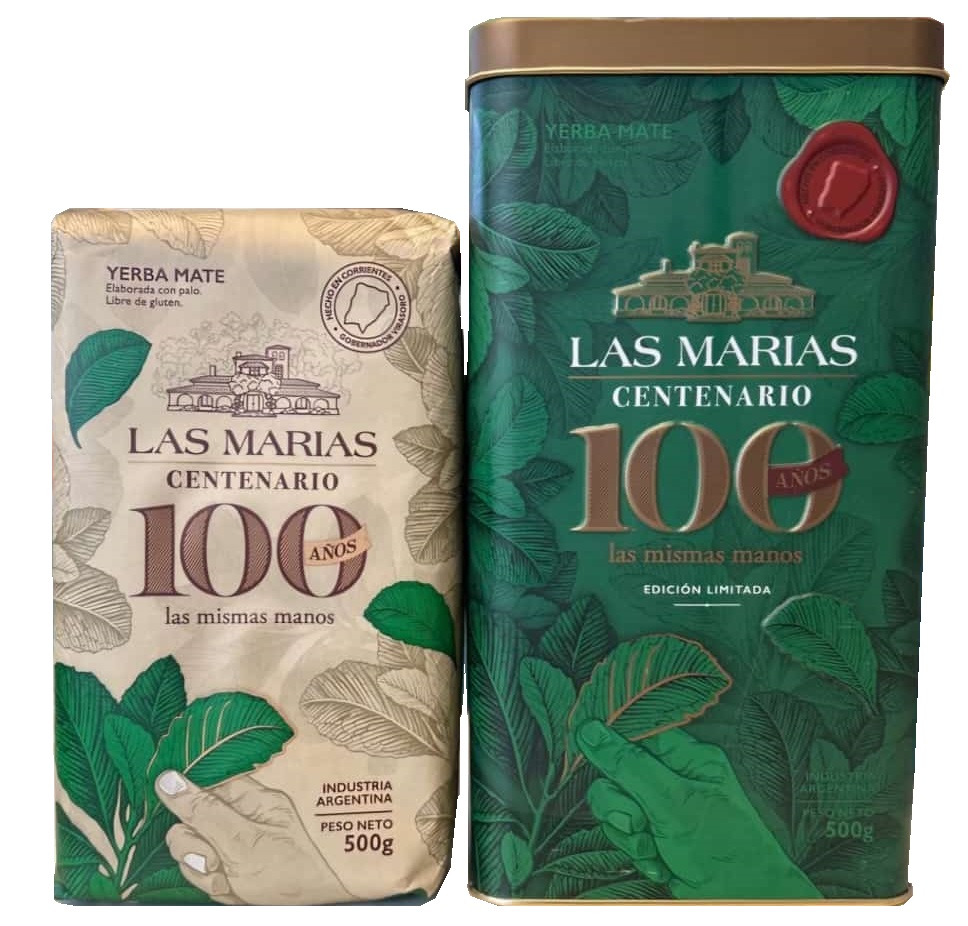 YERBA MATE
Elaborada con palo.
Libre de gluten.
HECHO EN CORRIENTES
GOBERNADOR VIRASORO
LAS MARIAS
CENTENARIO
100
AÑOS
las mismas manos
INDUSTRIA
ARGENTINA
PESO NETO
500g
YERBA MATE
LAS MARIAS
CENTENARIO
100
AÑOS
las mismas manos
EDICIÓN LIMITADA
INDUSTRIA
ARGENTINA
PESO NETO
500g